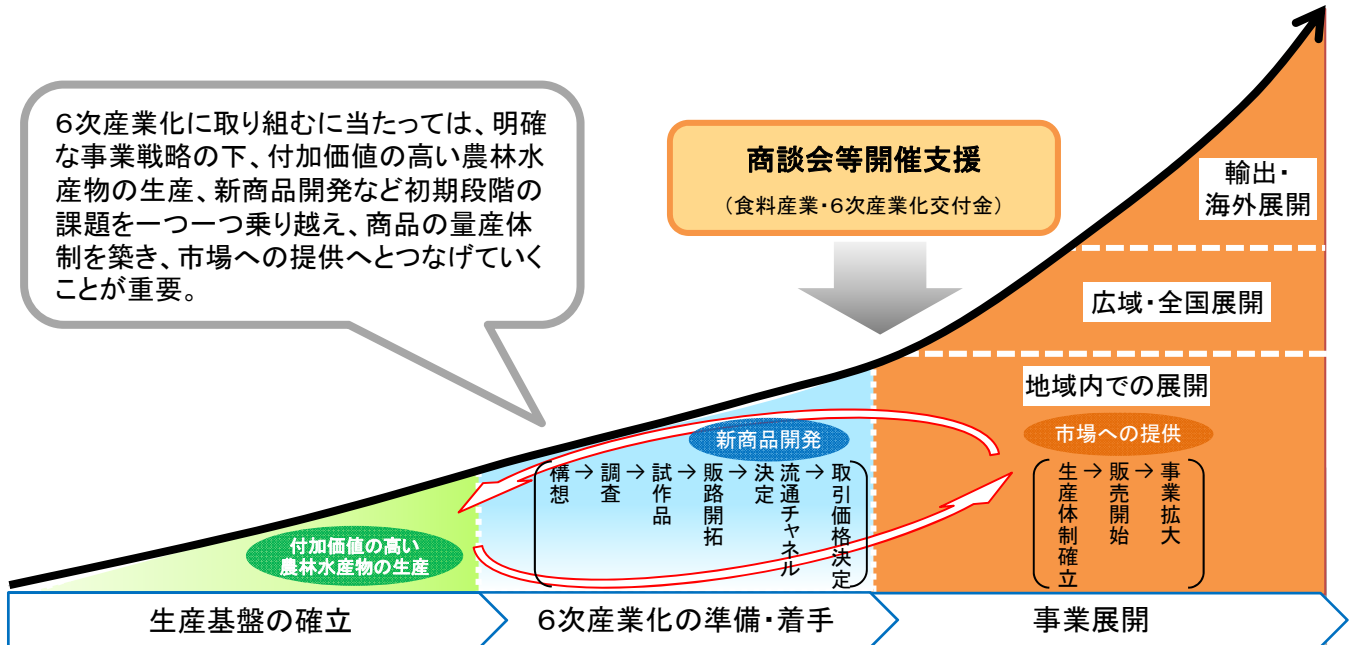 6次産業化に取り組むに当たっては、明確
な事業戦略の下、付加価値の高い農林水
産物の生産、新商品開発など初期段階の
課題を一つ一つ乗り越え、商品の量産体
制を築き、市場への提供へとつなげていく
ことが重要。
商談会等開催支援
（食料産業・6次産業化交付金）
輸出・
海外展開
広域・全国展開
地域内での展開
市場への提供
生産体制確立
→
販売開始
→
事業拡大
新商品開発
構想
→
調査
→
試作品
→
販路開拓
→
流通チャネル
決定
→
取引価格決定
付加価値の高い
農林水産物の生産
生産基盤の確立
6次産業化の準備・着手
事業展開